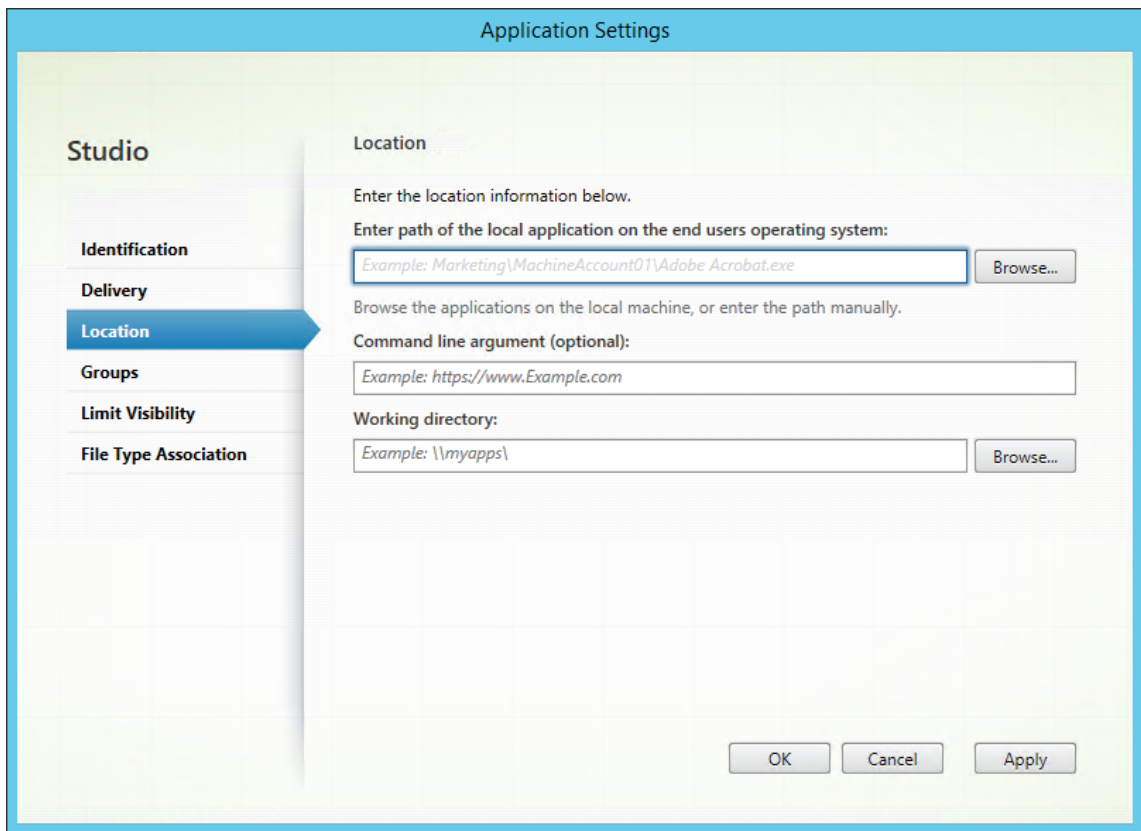 Application Settings
Studio
Identification
Delivery
Location
Groups
Limit Visibility
File Type Association
Location
Enter the location information below.
Enter path of the local application on the end users operating system:
Example: Marketing\MachineAccount01\Adobe Acrobat.exe
Browse...
Browse the applications on the local machine, or enter the path manually.
Command line argument (optional):
Example: https://www.Example.com
Working directory:
Example: \\myapps\
Browse...
OK
Cancel
Apply